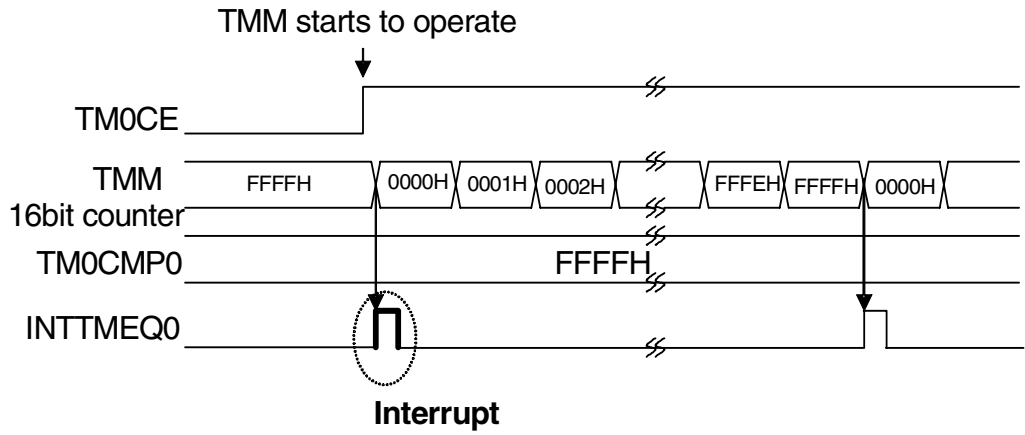 TMM starts to operate
TM0CE
TMM
16bit counter
FFFFH 0000H 0001H 0002H FFFEH FFFFH 0000H
TM0CMP0
FFFFH
INTTMEQ0
Interrupt